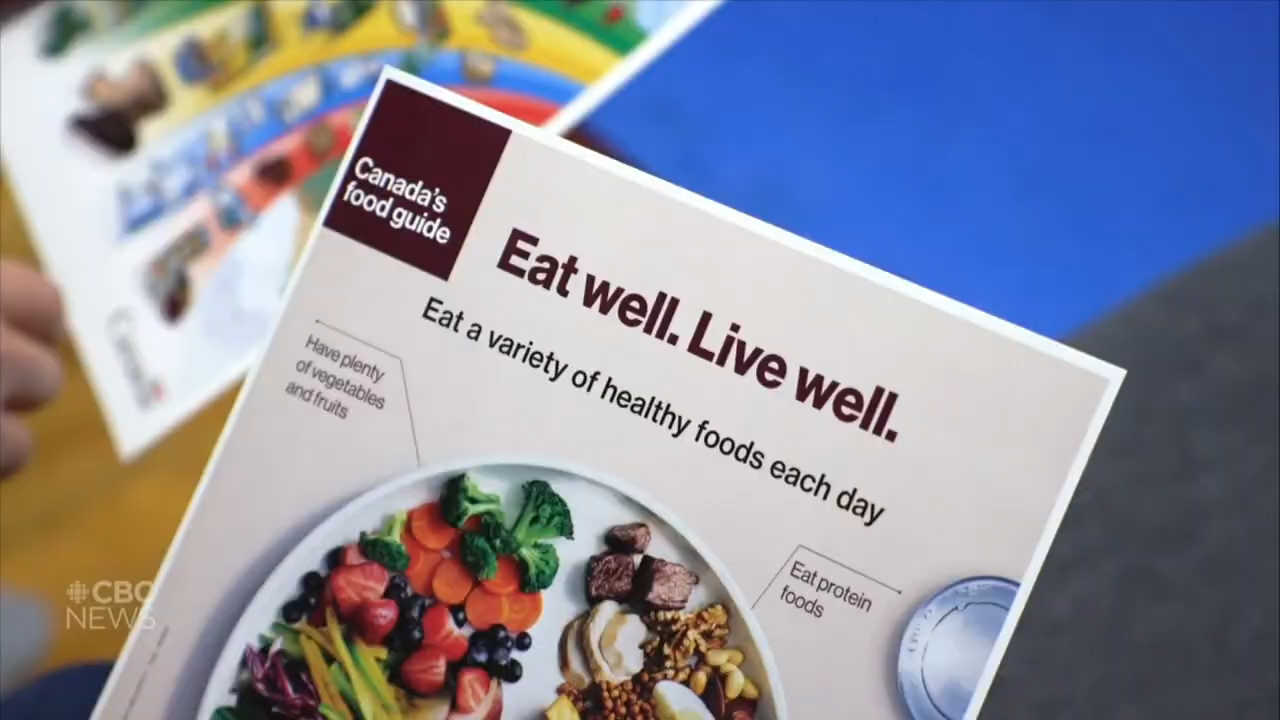 Canada's
food guide
Eat well. Live well.
Eat a variety of healthy foods each day
Have plenty
of vegetables
and fruits
Eat protein
foods
Canada
CBC
NEWS